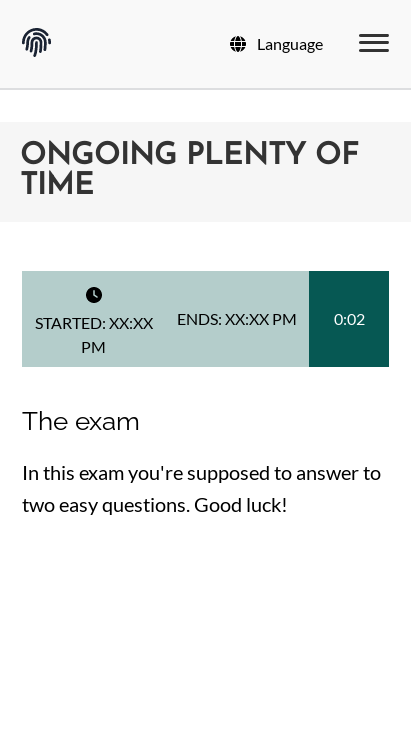 Language
ONGOING PLENTY OF
TIME
STARTED: XX:XX
PM
ENDS: XX:XX PM
0:02
The exam
In this exam you're supposed to answer to
two easy questions. Good luck!